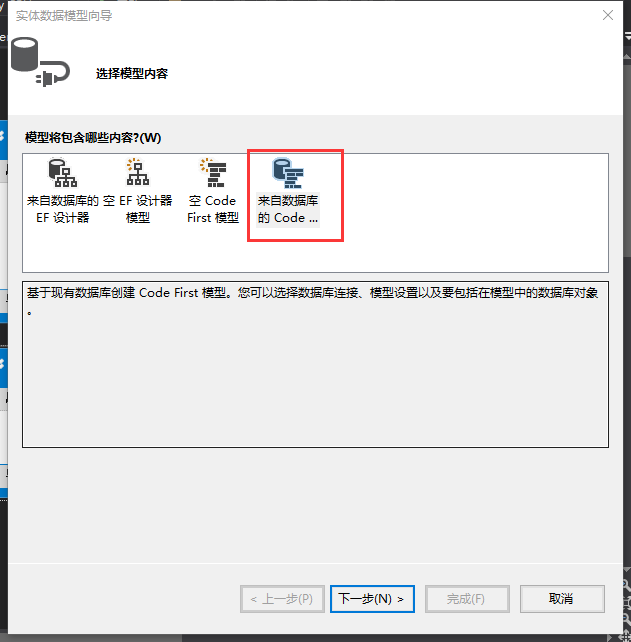 实体数据模型向导
选择模型内容
模型将包含哪些内容?(W)
来自数据库的
EF 设计器
空 EF 设计器
模型
空 Code
First 模型
来自数据库
的 Code ...
基于现有数据库创建 Code First 模型。您可以选择数据库连接、模型设置以及要包括在模型中的数据库对象
。
< 上一步(P)
下一步(N) >
完成(F)
取消